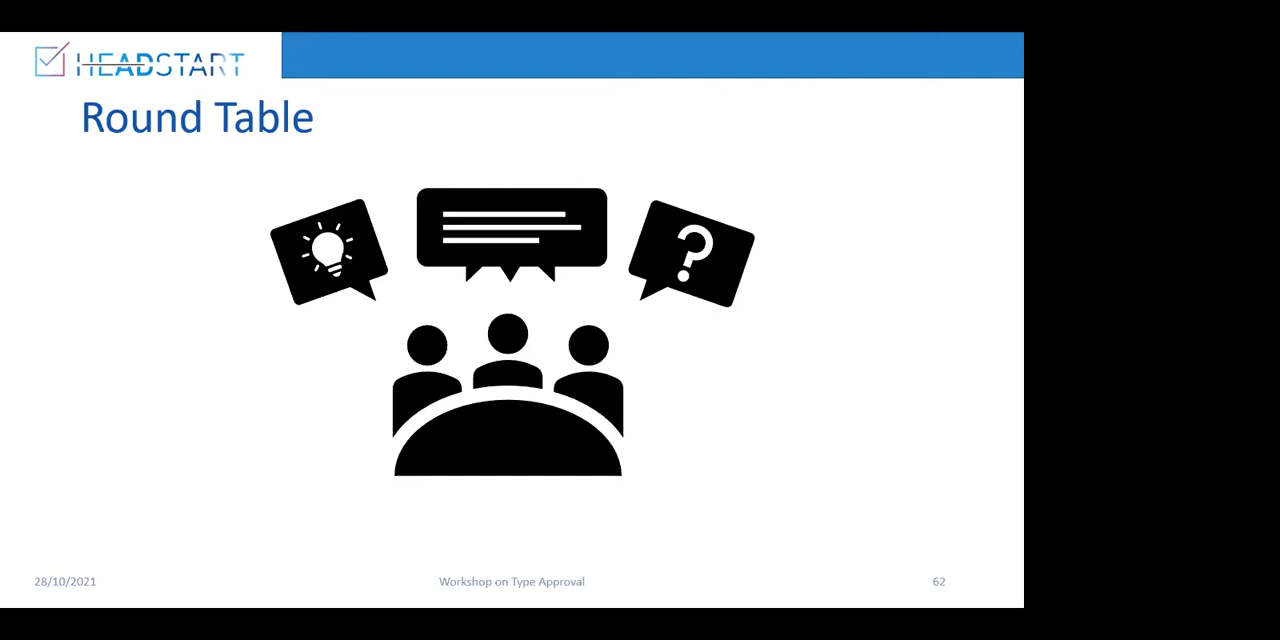 HEADSTART
Round Table
?
28/10/2021
Workshop on Type Approval
62